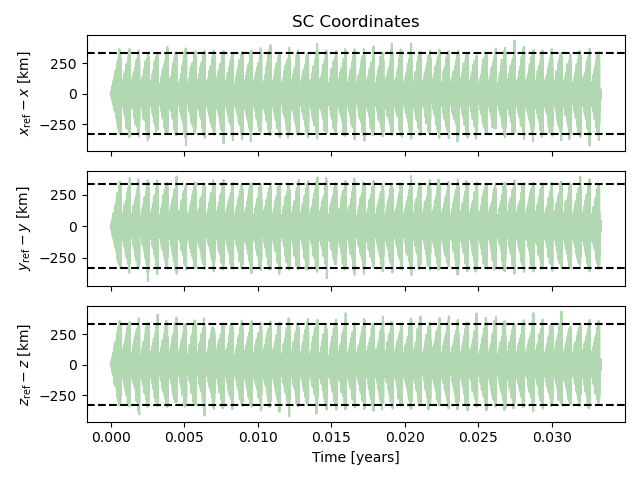 SC Coordinates
x_ref − x [km]
250
0
−250
y_ref − y [km]
250
0
−250
z_ref − z [km]
250
0
−250
0.000 0.005 0.010 0.015 0.020 0.025 0.030
Time [years]